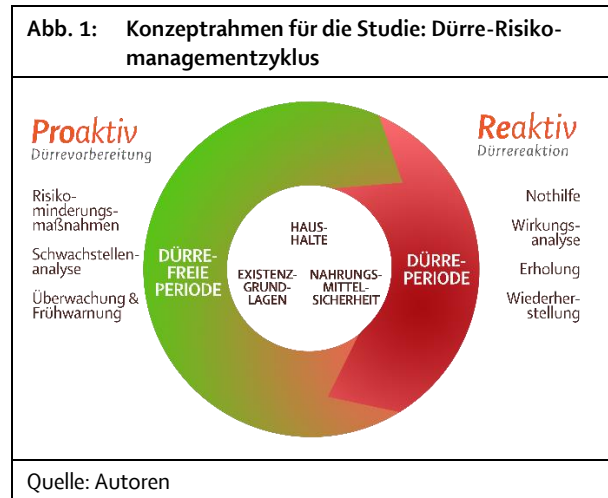 Abb. 1: Konzeptrahmen für die Studie: Dürre-Risiko-
managementzyklus
Proaktiv
Dürrevorbereitung
Risiko-
minderungs-
maßnahmen
Schwachstellen-
analyse
Überwachung &
Frühwarnung
DÜRRE-
FREIE
PERIODE
HAUS-
HALTE
EXISTENZ-
GRUND-
LAGEN
NAHRUNGS-
MITTEL-
SICHERHEIT
DÜRRE-
PERIODE
Reaktiv
Dürrereaktion
Nothilfe
Wirkungs-
analyse
Erholung
Wiederher-
stellung
Quelle: Autoren